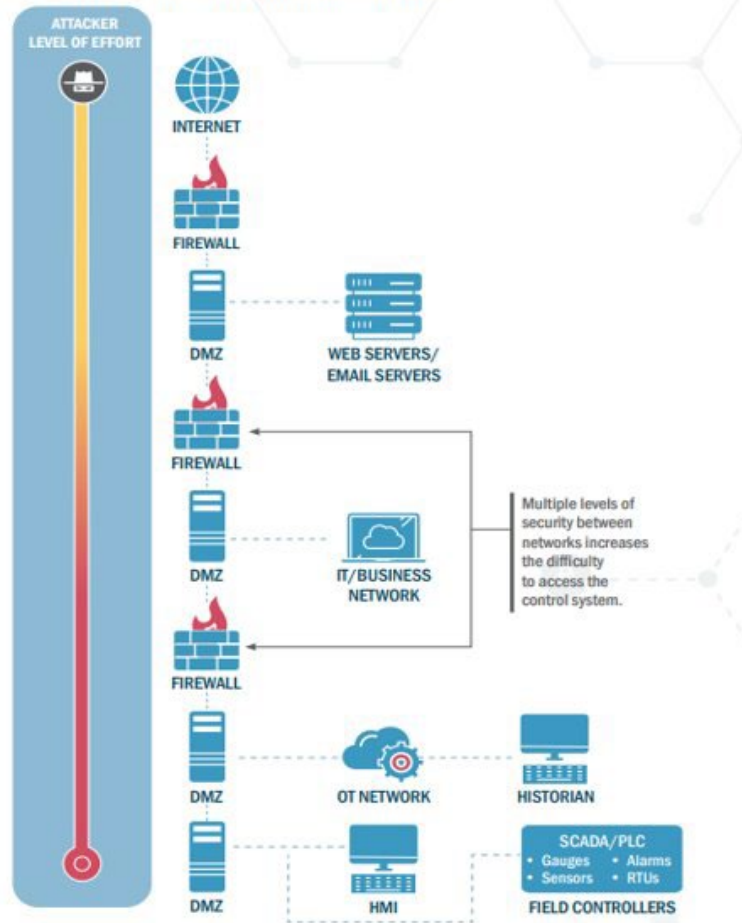 ATTACKER
LEVEL OF EFFORT
INTERNET
FIREWALL
DMZ
WEB SERVERS/
EMAIL SERVERS
FIREWALL
Multiple levels of
security between
networks increases
the difficulty
to access the
control system.
DMZ
IT/BUSINESS
NETWORK
FIREWALL
DMZ
OT NETWORK
HISTORIAN
DMZ
HMI
SCADA/PLC
• Gauges • Alarms
• Sensors • RTUs
FIELD CONTROLLERS